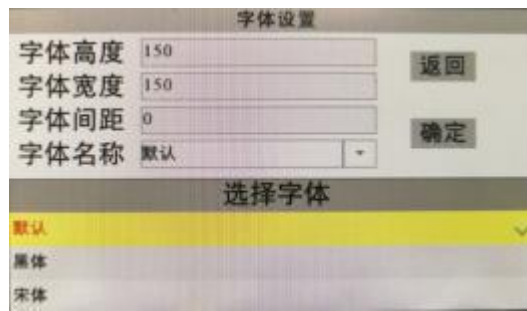 字体设置
字体高度 150
返回
字体宽度 150
字体间距 0
确定
字体名称 默认
选择字体
默认
黑体
宋体